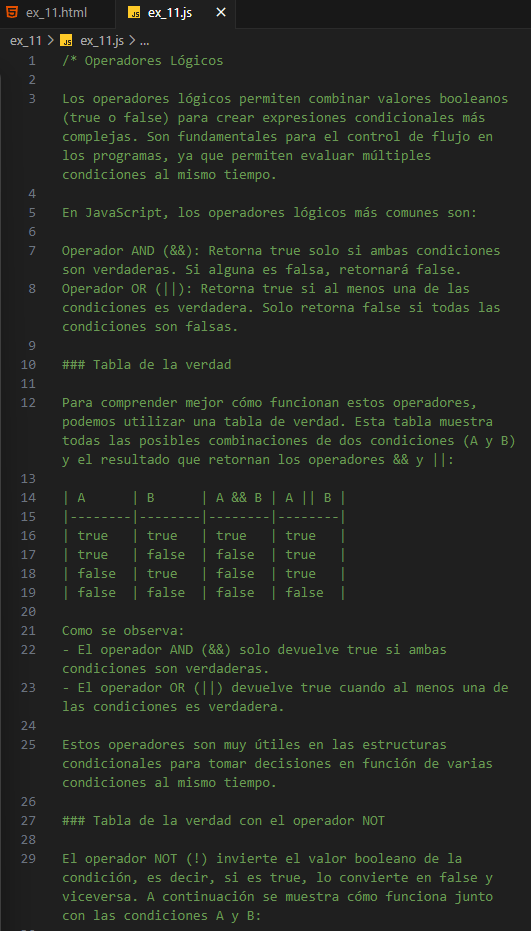 ex_11.html
JS ex_11.js ×
ex_11 > JS ex_11.js > ...
1 /* Operadores Lógicos
2
3 Los operadores lógicos permiten combinar valores booleanos
(true o false) para crear expresiones condicionales más
complejas. Son fundamentales para el control de flujo en
los programas, ya que permiten evaluar múltiples
condiciones al mismo tiempo.
4
5 En JavaScript, los operadores lógicos más comunes son:
6
7 Operador AND (&&): Retorna true solo si ambas condiciones
son verdaderas. Si alguna es falsa, retornará false.
8 Operador OR (||): Retorna true si al menos una de las
condiciones es verdadera. Solo retorna false si todas las
condiciones son falsas.
9
10 ### Tabla de la verdad
11
12 Para comprender mejor cómo funcionan estos operadores,
podemos utilizar una tabla de verdad. Esta tabla muestra
todas las posibles combinaciones de dos condiciones (A y B)
y el resultado que retornan los operadores && y ||:
13
14 | A      | B      | A && B | A || B |
15 |--------|--------|--------|--------|
16 | true   | true   | true   | true   |
17 | true   | false  | false  | true   |
18 | false  | true   | false  | true   |
19 | false  | false  | false  | false  |
20
21 Como se observa:
22 - El operador AND (&&) solo devuelve true si ambas
condiciones son verdaderas.
23 - El operador OR (||) devuelve true cuando al menos una de
las condiciones es verdadera.
24
25 Estos operadores son muy útiles en las estructuras
condicionales para tomar decisiones en función de varias
condiciones al mismo tiempo.
26
27 ### Tabla de la verdad con el operador NOT
28
29 El operador NOT (!) invierte el valor booleano de la
condición, es decir, si es true, lo convierte en false y
viceversa. A continuación se muestra cómo funciona junto
con las condiciones A y B: